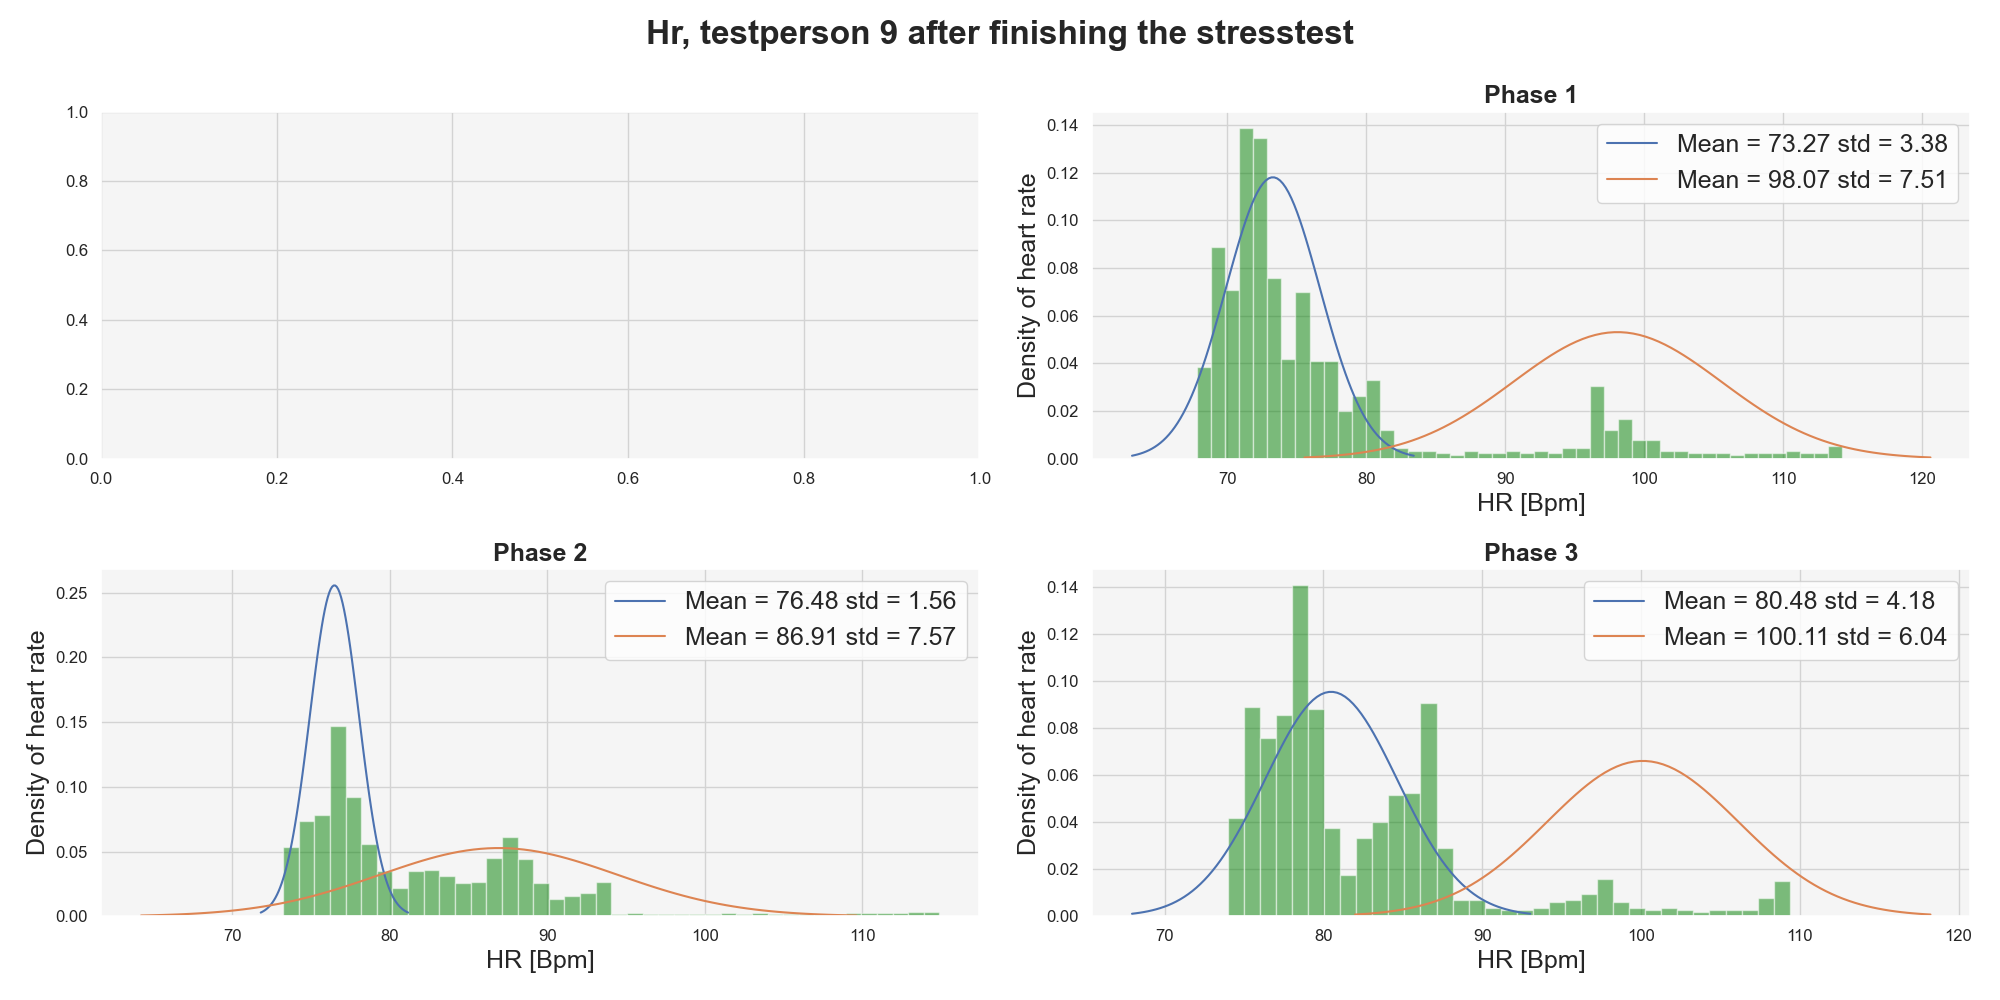 Hr, testperson 9 after finishing the stresstest
1.0
0.8
0.6
0.4
0.2
0.0
0.0 0.2 0.4 0.6 0.8 1.0
Phase 1
Density of heart rate
0.14
0.12
0.10
0.08
0.06
0.04
0.02
0.00
Mean = 73.27 std = 3.38
Mean = 98.07 std = 7.51
70 80 90 100 110 120
HR [Bpm]
Phase 2
Density of heart rate
0.25
0.20
0.15
0.10
0.05
0.00
Mean = 76.48 std = 1.56
Mean = 86.91 std = 7.57
70 80 90 100 110
HR [Bpm]
Phase 3
Density of heart rate
0.14
0.12
0.10
0.08
0.06
0.04
0.02
0.00
Mean = 80.48 std = 4.18
Mean = 100.11 std = 6.04
70 80 90 100 110 120
HR [Bpm]